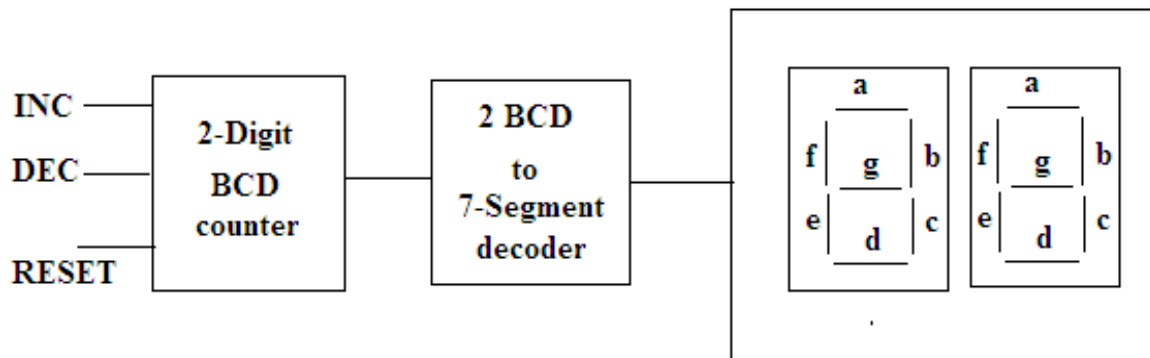 INC
DEC
RESET
2-Digit
BCD
counter
2 BCD
to
7-Segment
decoder
a
f
b
g
e
c
d
a
f
b
g
e
c
d